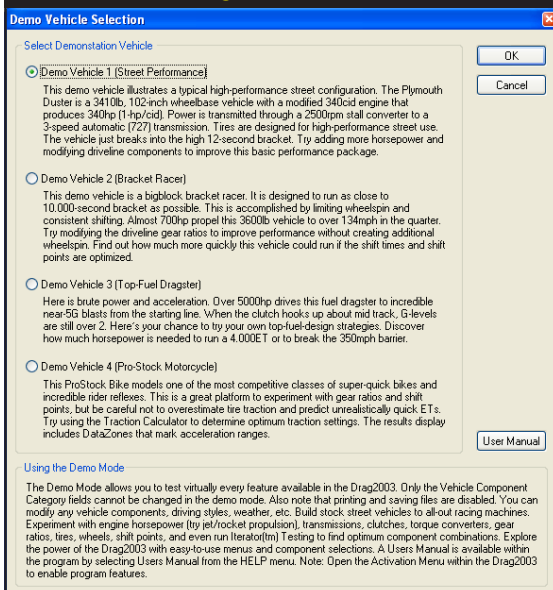 Demo Vehicle Selection
Select Demonstation Vehicle
OK
Cancel
Demo Vehicle 1 (Street Performance)
This demo vehicle illustrates a typical high-performance street configuration. The Plymouth
Duster is a 3410lb, 102-inch wheelbase vehicle with a modified 340cid engine that
produces 340hp (1-hp/cid). Power is transmitted through a 2500rpm stall converter to a
3-speed automatic (727) transmission. Tires are designed for high-performance street use.
The vehicle just breaks into the high 12-second bracket. Try adding more horsepower and
modifying driveline components to improve this basic performance package.
Demo Vehicle 2 (Bracket Racer)
This demo vehicle is a bigblock bracket racer. It is designed to run as close to
10.000-second bracket as possible. This is accomplished by limiting wheelspin and
consistent shifting. Almost 700hp propel this 3600lb vehicle to over 134mph in the quarter.
Try modifying the driveline gear ratios to improve performance without creating additional
wheelspin. Find out how much more quickly this vehicle could run if the shift times and shift
points are optimized.
Demo Vehicle 3 (Top-Fuel Dragster)
Here is brute power and acceleration. Over 5000hp drives this fuel dragster to incredible
near-5G blasts from the starting line. When the clutch hooks up about mid track, G-levels
are still over 2. Here's your chance to try your own top-fuel-design strategies. Discover
how much horsepower is needed to run a 4.000ET or to break the 350mph barrier.
Demo Vehicle 4 (Pro-Stock Motorcycle)
This ProStock Bike models one of the most competitive classes of super-quick bikes and
incredible rider reflexes. This is a great platform to experiment with gear ratios and shift
points, but be careful not to overestimate tire traction and predict unrealistically quick ETs.
Try using the Traction Calculator to determine optimum traction settings. The results display
includes DataZones that mark acceleration ranges.
User Manual
Using the Demo Mode
The Demo Mode allows you to test virtually every feature available in the Drag2003. Only the Vehicle Component
Category fields cannot be changed in the demo mode. Also note that printing and saving files are disabled. You can
modify any vehicle components, driving styles, weather, etc. Build stock street vehicles to all-out racing machines.
Experiment with engine horsepower (try jet/rocket propulsion), transmissions, clutches, torque converters, gear
ratios, tires, wheels, shift points, and even run Iterator(tm) Testing to find optimum component combinations. Explore
the power of the Drag2003 with easy-to-use menus and component selections. A Users Manual is available within
the program by selecting Users Manual from the HELP menu. Note: Open the Activation Menu within the Drag2003
to enable program features.